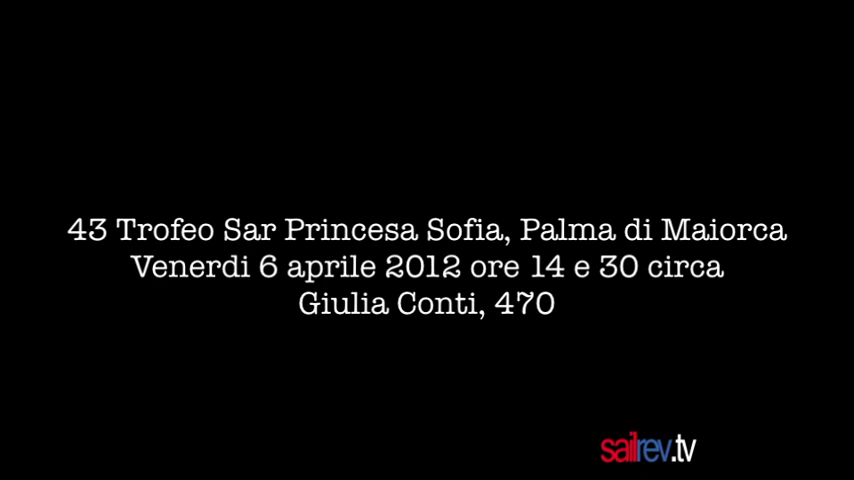 43 Trofeo Sar Princesa Sofia, Palma di Maiorca
Venerdi 6 aprile 2012 ore 14 e 30 circa
Giulia Conti, 470
sailrev.tv